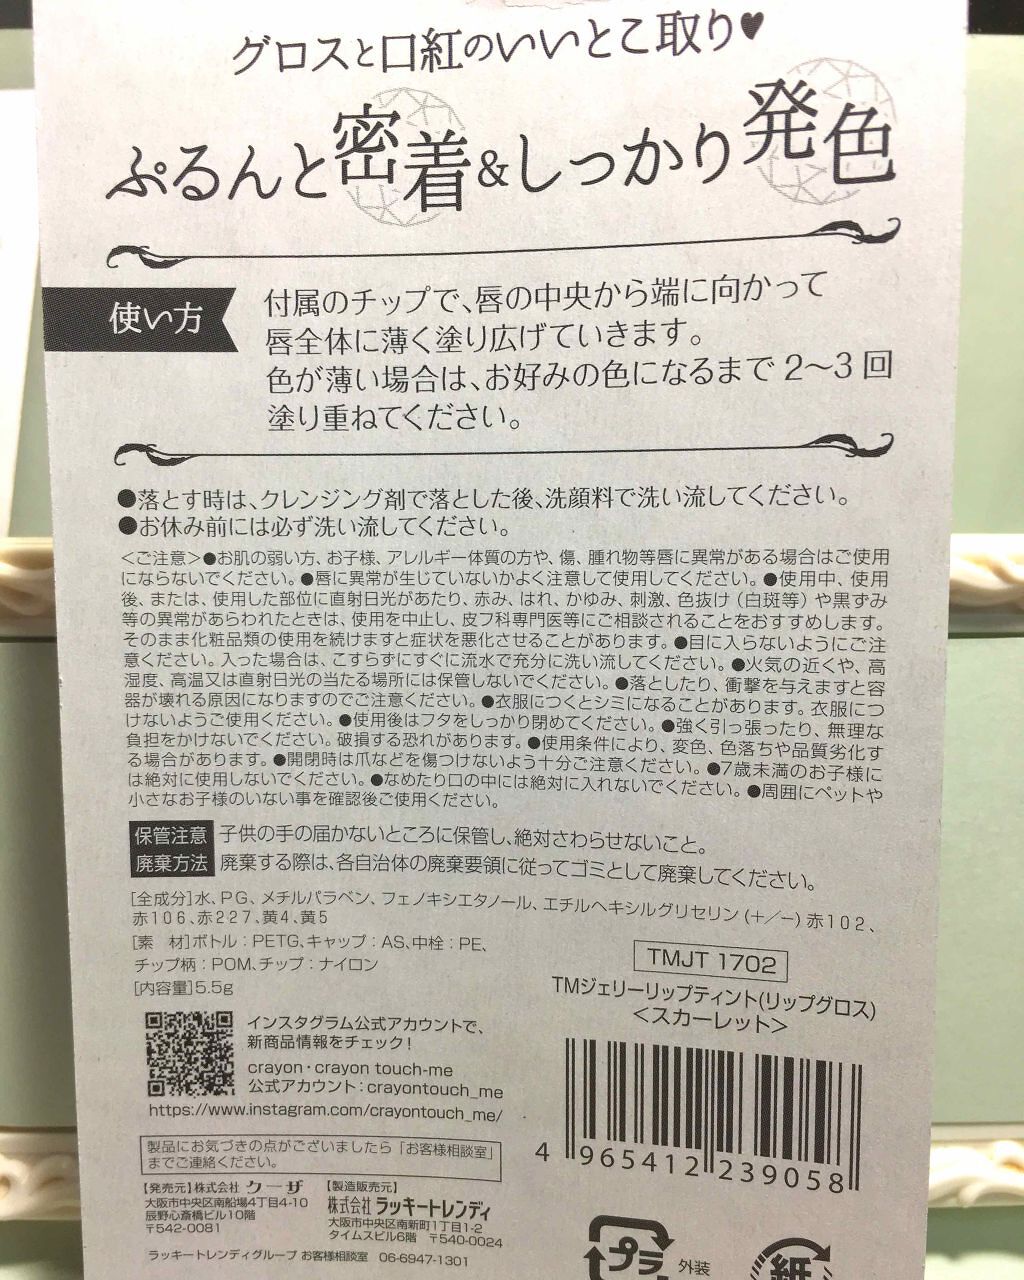 グロスと口紅のいいとこ取り♥
ぷるんと密着&しっかり発色
使い方
付属のチップで、唇の中央から端に向かって
唇全体に薄く塗り広げていきます。
色が薄い場合は、お好みの色になるまで2〜3回
塗り重ねてください。
●落とす時は、クレンジング剤で落とした後、洗顔料で洗い流してください。
●お休み前には必ず洗い流してください。
＜ご注意＞●お肌の弱い方、お子様、アレルギー体質の方や、傷、腫れ物等唇に異常がある場合はご使用
にならないでください。●唇に異常が生じていないかよく注意して使用してください。●使用中、使用
後、または、使用した部位に直射日光があたり、赤み、はれ、かゆみ、刺激、色抜け（白斑等）や黒ずみ
等の異常があらわれたときは、使用を中止し、皮フ科専門医等にご相談されることをおすすめします。
そのまま化粧品類の使用を続けますと症状を悪化させることがあります。●目に入らないようにご注
意ください。入った場合は、こすらずにすぐに流水で充分に洗い流してください。●火気の近くや、高
湿度、高温又は直射日光の当たる場所には保管しないでください。●落としたり、衝撃を与えますと容
器が壊れる原因になりますのでご注意ください。●衣服につくとシミになることがあります。衣服につ
けないようご使用ください。●使用後はフタをしっかり閉めてください。●強く引っ張ったり、無理な
負担をかけないでください。破損する恐れがあります。●使用条件により、変色、色落ちや品質劣化す
る場合があります。●開閉時は爪などを傷つけないよう十分ご注意ください。●7歳未満のお子様に
は絶対に使用しないでください。●なめたり口の中には絶対に入れないでください。●周囲にペットや
小さなお子様のいない事を確認後ご使用ください。
保管注意 子供の手の届かないところに保管し、絶対さわらせないこと。
廃棄方法 廃棄する際は、各自治体の廃棄要領に従ってゴミとして廃棄してください。
[全成分]水、PG、メチルパラベン、フェノキシエタノール、エチルヘキシルグリセリン(+/−)赤102、
赤106、赤227、黄4、黄5
[素　材]ボトル：PETG、キャップ：AS、中栓：PE、
チップ柄：POM、チップ：ナイロン
[内容量]5.5g
TMJT 1702
TMジェリーリップティント(リップグロス)
＜スカーレット＞
インスタグラム公式アカウントで、
新商品情報をチェック！
crayon・crayon touch-me
公式アカウント：crayontouch_me
https://www.instagram.com/crayontouch_me/
製品にお気づきの点がございましたら「お客様相談室」
までご連絡ください。
【発売元】株式会社 クーザ
大阪市中央区南船場4丁目4-10
辰野心斎橋ビル10階
〒542-0081
【製造販売元】
株式会社 ラッキートレンディ
大阪市中央区南新町1丁目1-2
タイムスビル6階　〒540-0024
ラッキートレンディグループ お客様相談室　06-6947-1301
4 965412 239058
プラ 外装
紙